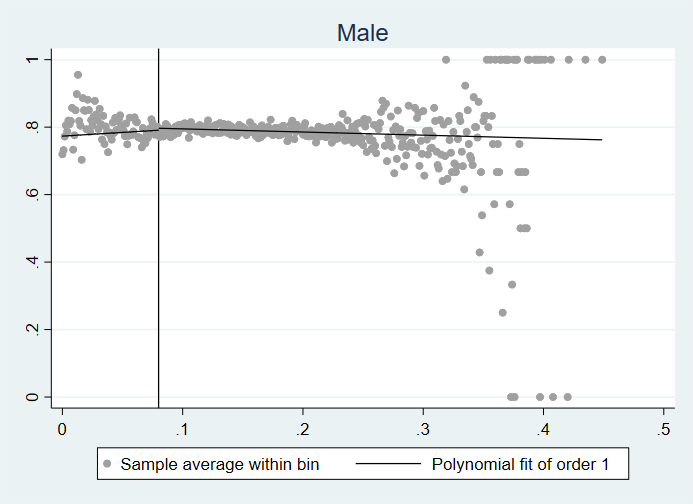 Male
1
.8
.6
.4
.2
0
0 .1 .2 .3 .4 .5
Sample average within bin Polynomial fit of order 1